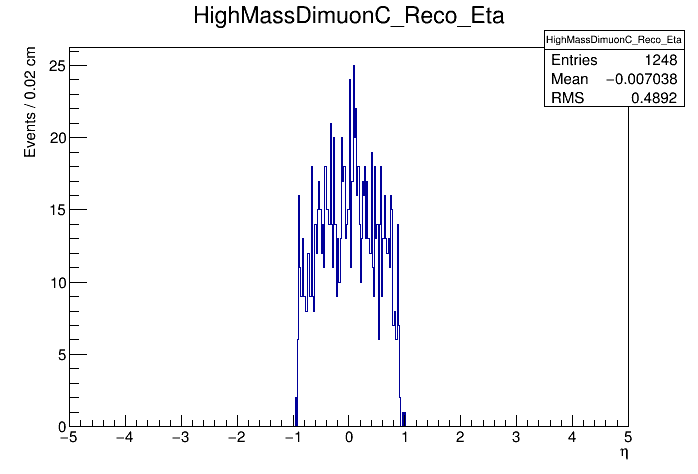 HighMassDimuonC_Reco_Eta
HighMassDimuonC_Reco_Eta
Entries 1248
Mean −0.007038
RMS 0.4892
Events / 0.02 cm
25
20
15
10
5
0
−5 −4 −3 −2 −1 0 1 2 3 4 5
η